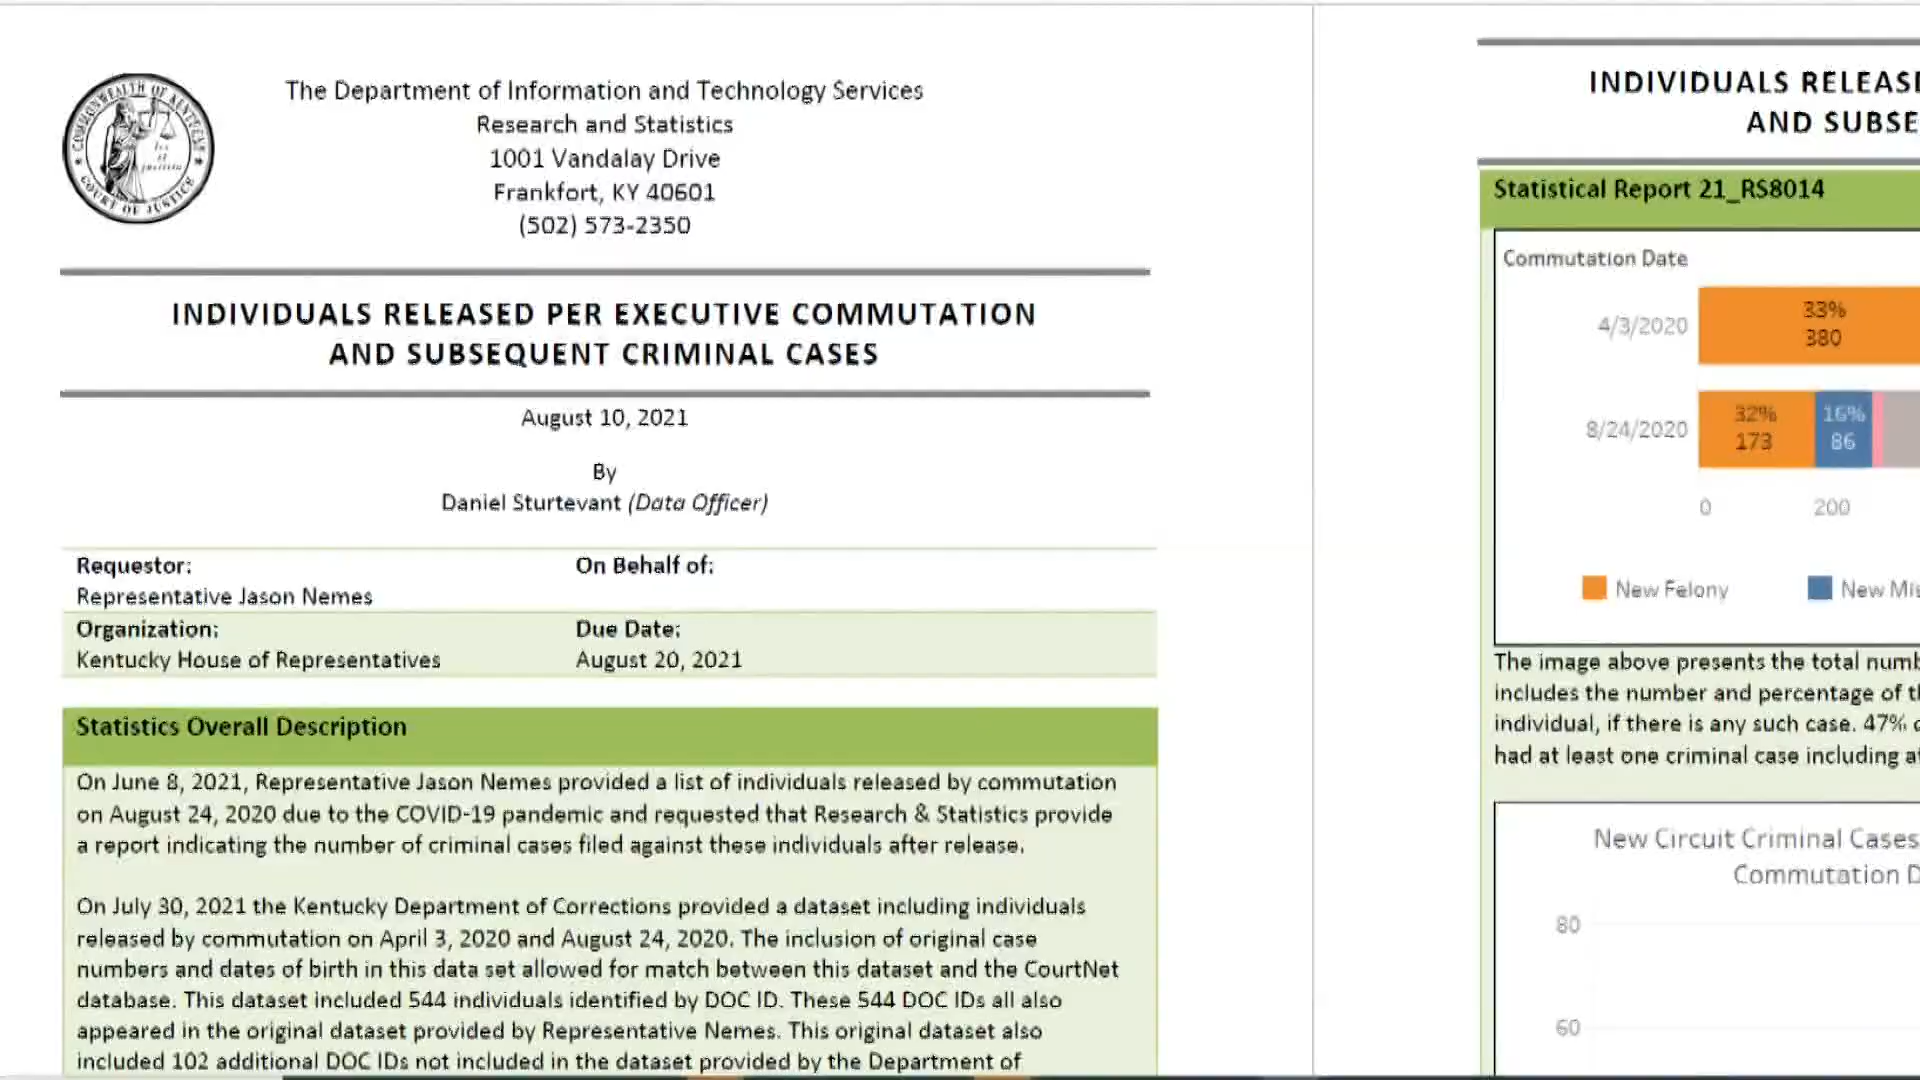 COMMONWEALTH OF KENTUCKY
COURT OF JUSTICE
The Department of Information and Technology Services
Research and Statistics
1001 Vandalay Drive
Frankfort, KY 40601
(502) 573-2350
INDIVIDUALS RELEASED PER EXECUTIVE COMMUTATION
AND SUBSEQUENT CRIMINAL CASES
August 10, 2021
By
Daniel Sturtevant (Data Officer)
Requestor:
Representative Jason Nemes
On Behalf of:
Organization:
Kentucky House of Representatives
Due Date:
August 20, 2021
Statistics Overall Description
On June 8, 2021, Representative Jason Nemes provided a list of individuals released by commutation
on August 24, 2020 due to the COVID-19 pandemic and requested that Research & Statistics provide
a report indicating the number of criminal cases filed against these individuals after release.
On July 30, 2021 the Kentucky Department of Corrections provided a dataset including individuals
released by commutation on April 3, 2020 and August 24, 2020. The inclusion of original case
numbers and dates of birth in this data set allowed for match between this dataset and the CourtNet
database. This dataset included 544 individuals identified by DOC ID. These 544 DOC IDs all also
appeared in the original dataset provided by Representative Nemes. This original dataset also
included 102 additional DOC IDs not included in the dataset provided by the Department of
INDIVIDUALS RELEAS
AND SUBSE
Statistical Report 21_RS8014
Commutation Date
4/3/2020
33%
380
8/24/2020
32%
173
16%
86
0
200
New Felony
New Mis
The image above presents the total numb
includes the number and percentage of t
individual, if there is any such case. 47%
had at least one criminal case including a
New Circuit Criminal Cases
Commutation D
80
60